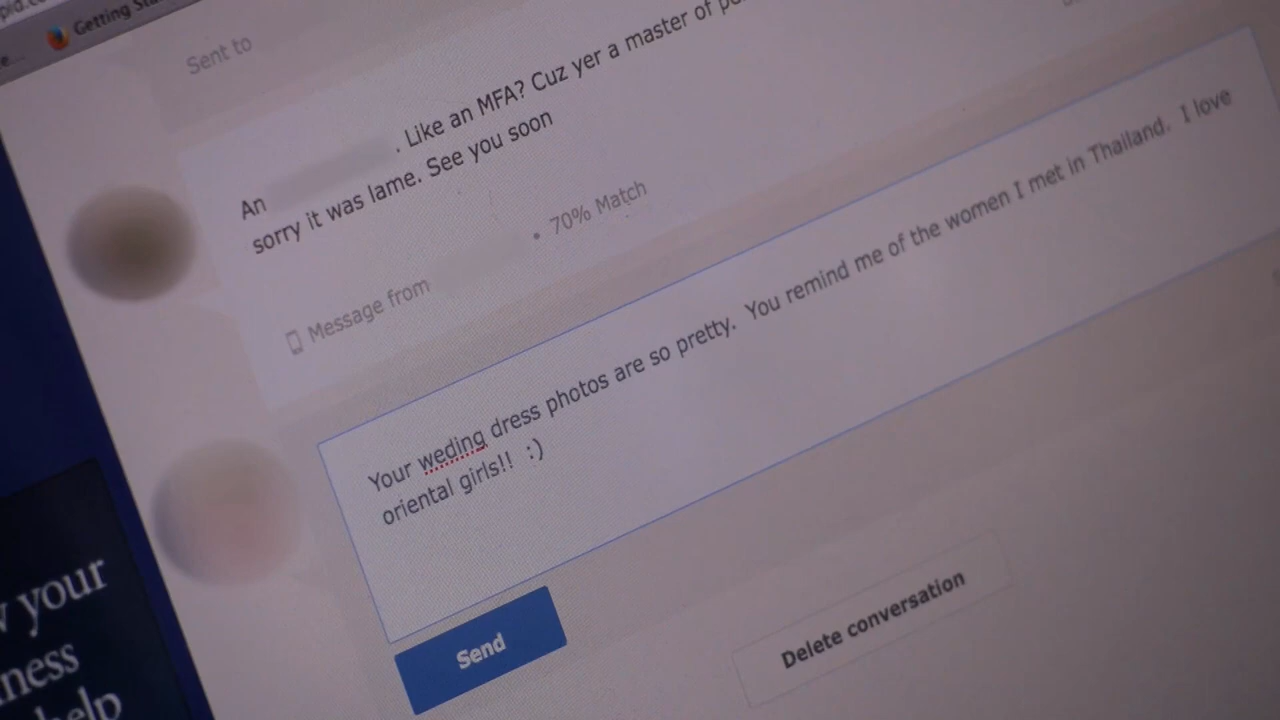 Getting
Sent to
An . Like an MFA? Cuz yer a master of
sorry it was lame. See you soon
Message from • 70% Match
Your weding dress photos are so pretty. You remind me of the women I met in Thailand. I love
oriental girls!! :)
Send
Delete conversation
your
help